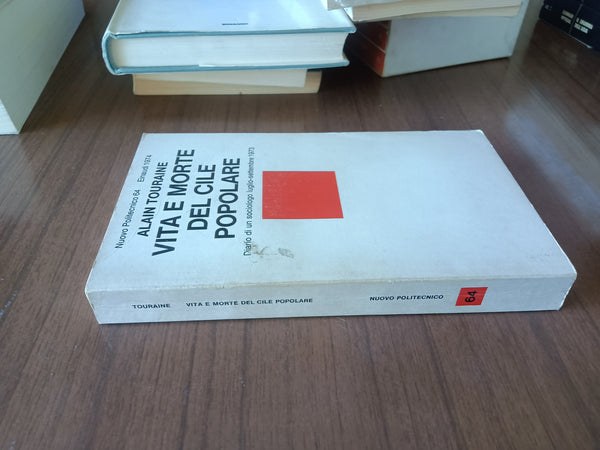 Nuovo Politecnico 64 Einaudi 1974
ALAIN TOURAINE
VITA E MORTE
DEL CILE
POPOLARE
Diario di un sociologo luglio-settembre 1973
TOURAINE VITA E MORTE DEL CILE POPOLARE NUOVO POLITECNICO 64